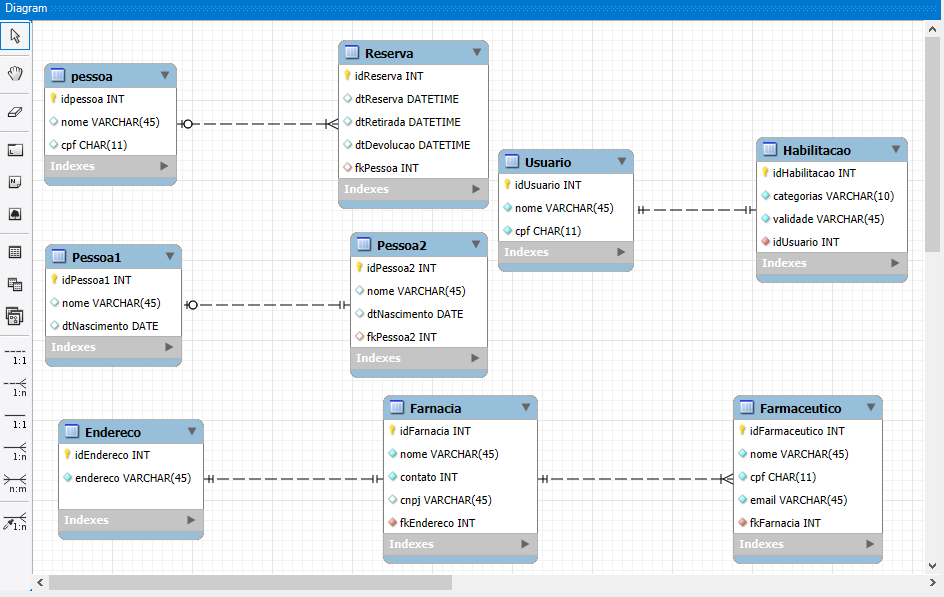 Diagram
1:1
1:n
1:1
1:n
n:m
1:n
pessoa
idpessoa INT
nome VARCHAR(45)
cpf CHAR(11)
Indexes
Reserva
idReserva INT
dtReserva DATETIME
dtRetirada DATETIME
dtDevolucao DATETIME
fkPessoa INT
Indexes
Usuario
idUsuario INT
nome VARCHAR(45)
cpf CHAR(11)
Indexes
Habilitacao
idHabilitacao INT
categorias VARCHAR(10)
validade VARCHAR(45)
idUsuario INT
Indexes
Pessoa1
idPessoa1 INT
nome VARCHAR(45)
dtNascimento DATE
Indexes
Pessoa2
idPessoa2 INT
nome VARCHAR(45)
dtNascimento DATE
fkPessoa2 INT
Indexes
Endereco
idEndereco INT
endereco VARCHAR(45)
Indexes
Farnacia
idFarnacia INT
nome VARCHAR(45)
contato INT
cnpj VARCHAR(45)
fkEndereco INT
Indexes
Farmaceutico
idFarmaceutico INT
nome VARCHAR(45)
cpf CHAR(11)
email VARCHAR(45)
fkFarnacia INT
Indexes